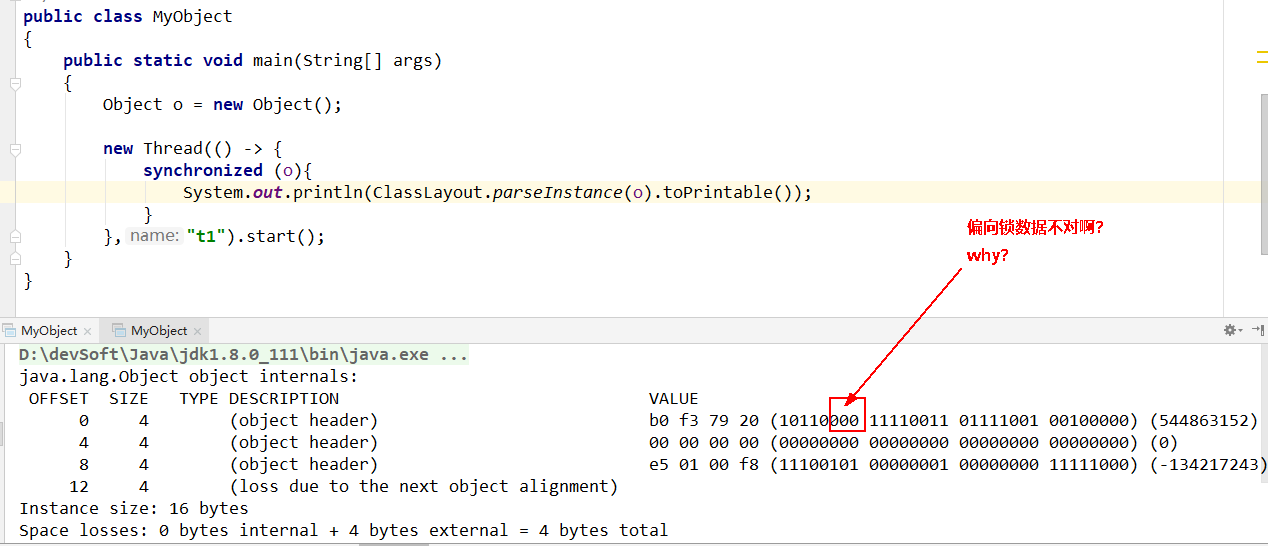 public class MyObject
{
public static void main(String[] args)
{
Object o = new Object();
new Thread(() -> {
synchronized (o){
System.out.println(ClassLayout.parseInstance(o).toPrintable());
}
}, name: "t1").start();
}
}
偏向锁数据不对啊?
why?
MyObject × MyObject ×
D:\devSoft\Java\jdk1.8.0_111\bin\java.exe ...
java.lang.Object object internals:
OFFSET SIZE TYPE DESCRIPTION VALUE
0 4 (object header) b0 f3 79 20 (10110000 11110011 01111001 00100000) (544863152)
4 4 (object header) 00 00 00 00 (00000000 00000000 00000000 00000000) (0)
8 4 (object header) e5 01 00 f8 (11100101 00000001 00000000 11111000) (-134217243)
12 4 (loss due to the next object alignment)
Instance size: 16 bytes
Space losses: 0 bytes internal + 4 bytes external = 4 bytes total